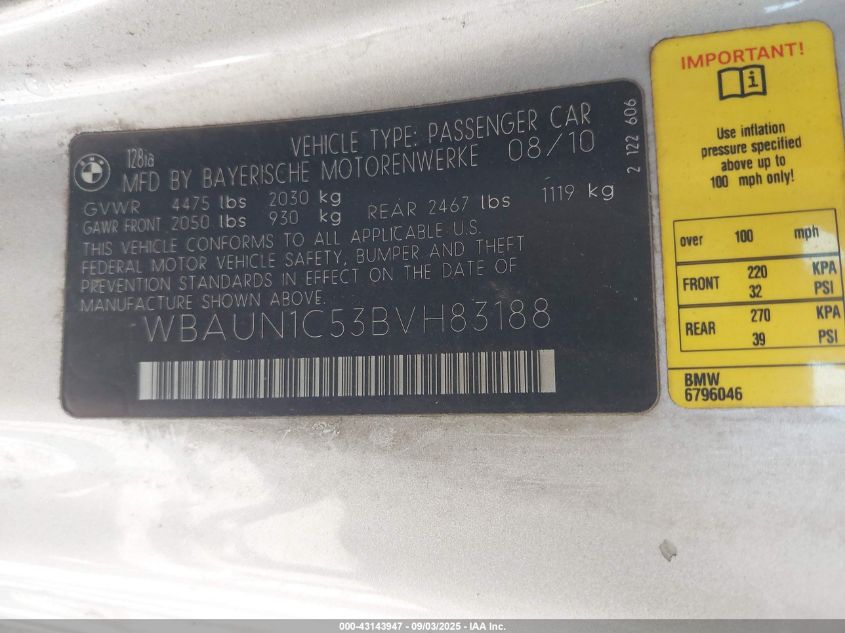 BMW
128ia
VEHICLE TYPE: PASSENGER CAR
MFD BY BAYERISCHE MOTORENWERKE 08/10
GVWR 4475 lbs 2030 kg
GAWR FRONT 2050 lbs 930 kg REAR 2467 lbs 1119 kg
THIS VEHICLE CONFORMS TO ALL APPLICABLE U.S.
FEDERAL MOTOR VEHICLE SAFETY, BUMPER AND THEFT
PREVENTION STANDARDS IN EFFECT ON THE DATE OF
MANUFACTURE SHOWN ABOVE.
WBAUN1C53BVH83188
2 122 606
IMPORTANT!
i
Use inflation
pressure specified
above up to
100 mph only!
over 100 mph
FRONT 220 KPA
32 PSI
REAR 270 KPA
39 PSI
BMW
6796046
000-43143947 - 09/03/2025 - IAA Inc.